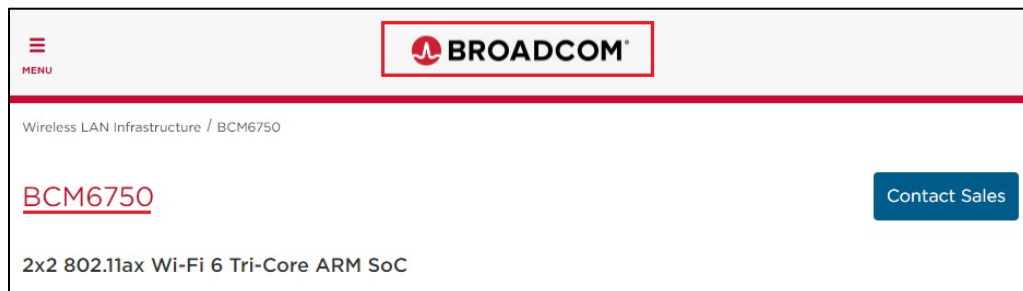 MENU
BROADCOM®
Wireless LAN Infrastructure / BCM6750
BCM6750
Contact Sales
2x2 802.11ax Wi-Fi 6 Tri-Core ARM SoC